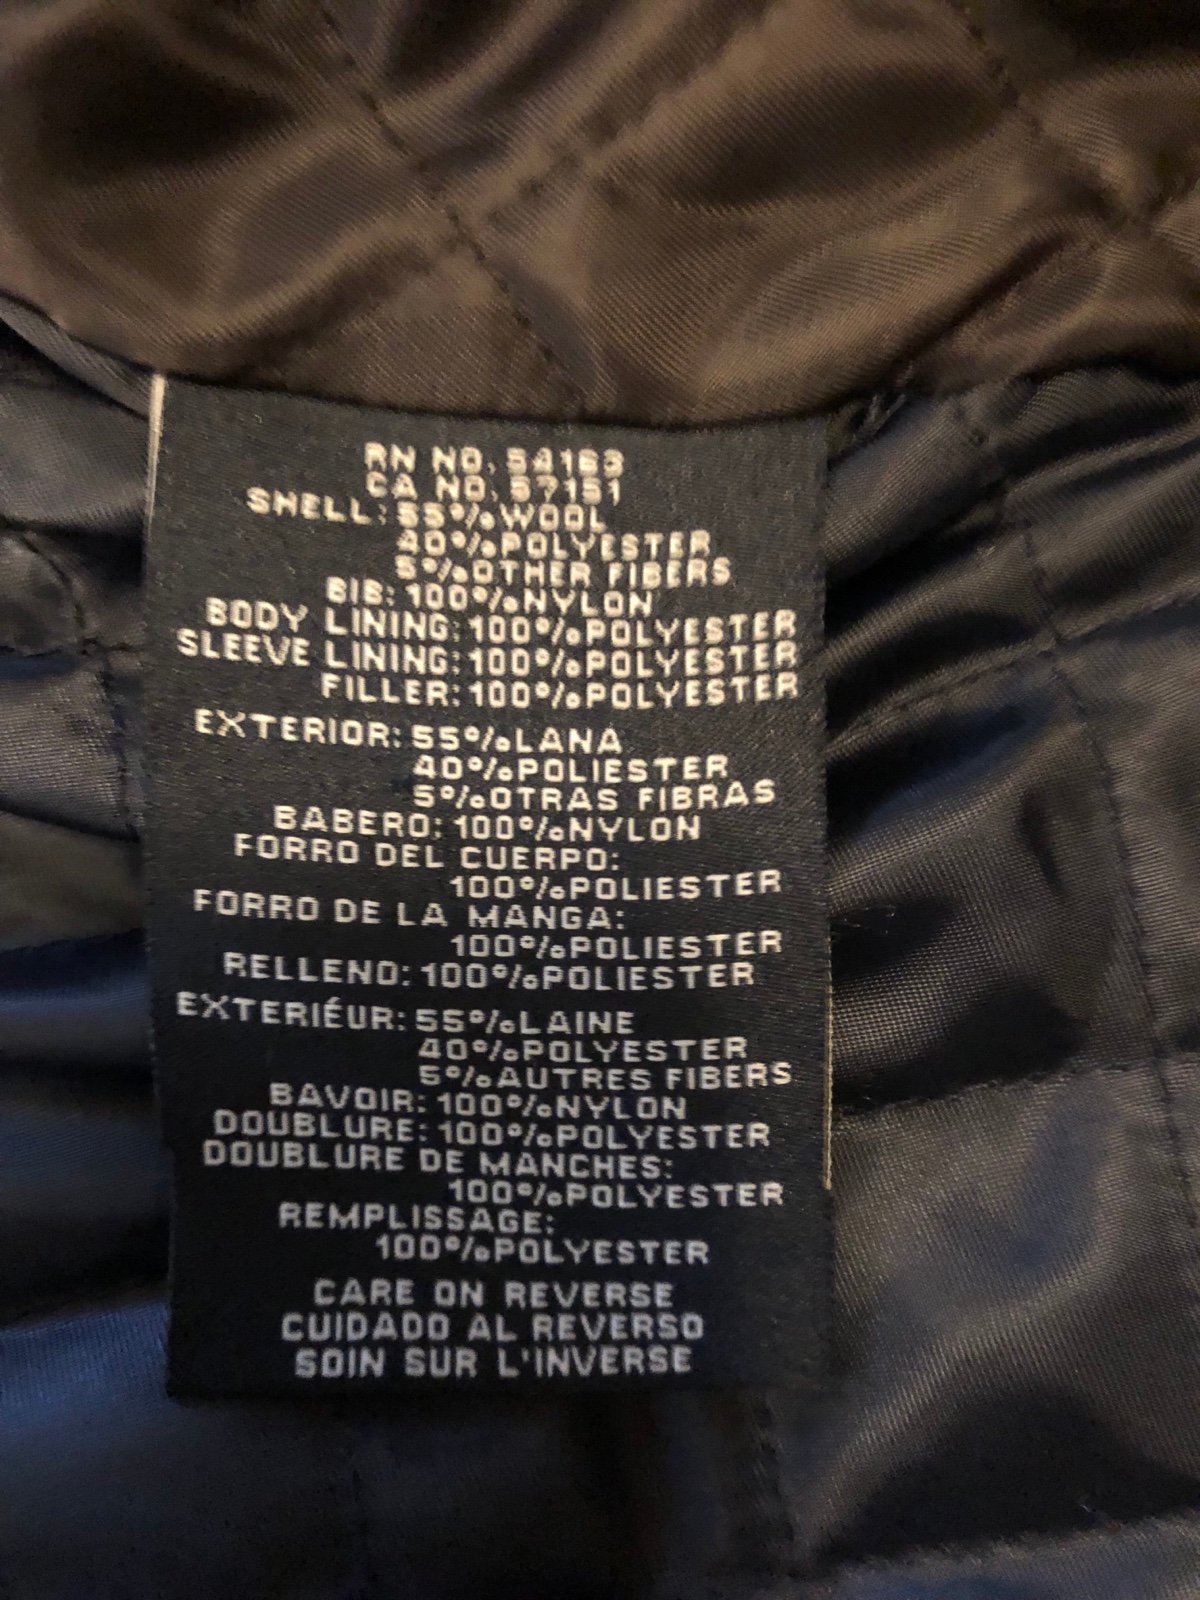 RN NO. 54163
CA NO. 57151
SHELL: 55%WOOL
40%POLYESTER
5%OTHER FIBERS
BIB: 100%NYLON
BODY LINING: 100%POLYESTER
SLEEVE LINING: 100%POLYESTER
FILLER: 100%POLYESTER
EXTERIOR: 55%LANA
40%POLIESTER
5%OTRAS FIBRAS
BABERO: 100%NYLON
FORRO DEL CUERPO:
100%POLIESTER
FORRO DE LA MANGA:
100%POLIESTER
RELLENO: 100%POLIESTER
EXTERIÉUR: 55%LAINE
40%POLYESTER
5%AUTRES FIBERS
BAVOIR: 100%NYLON
DOUBLURE: 100%POLYESTER
DOUBLURE DE MANCHES:
100%POLYESTER
REMPLISSAGE:
100%POLYESTER
CARE ON REVERSE
CUIDADO AL REVERSO
SOIN SUR L'INVERSE